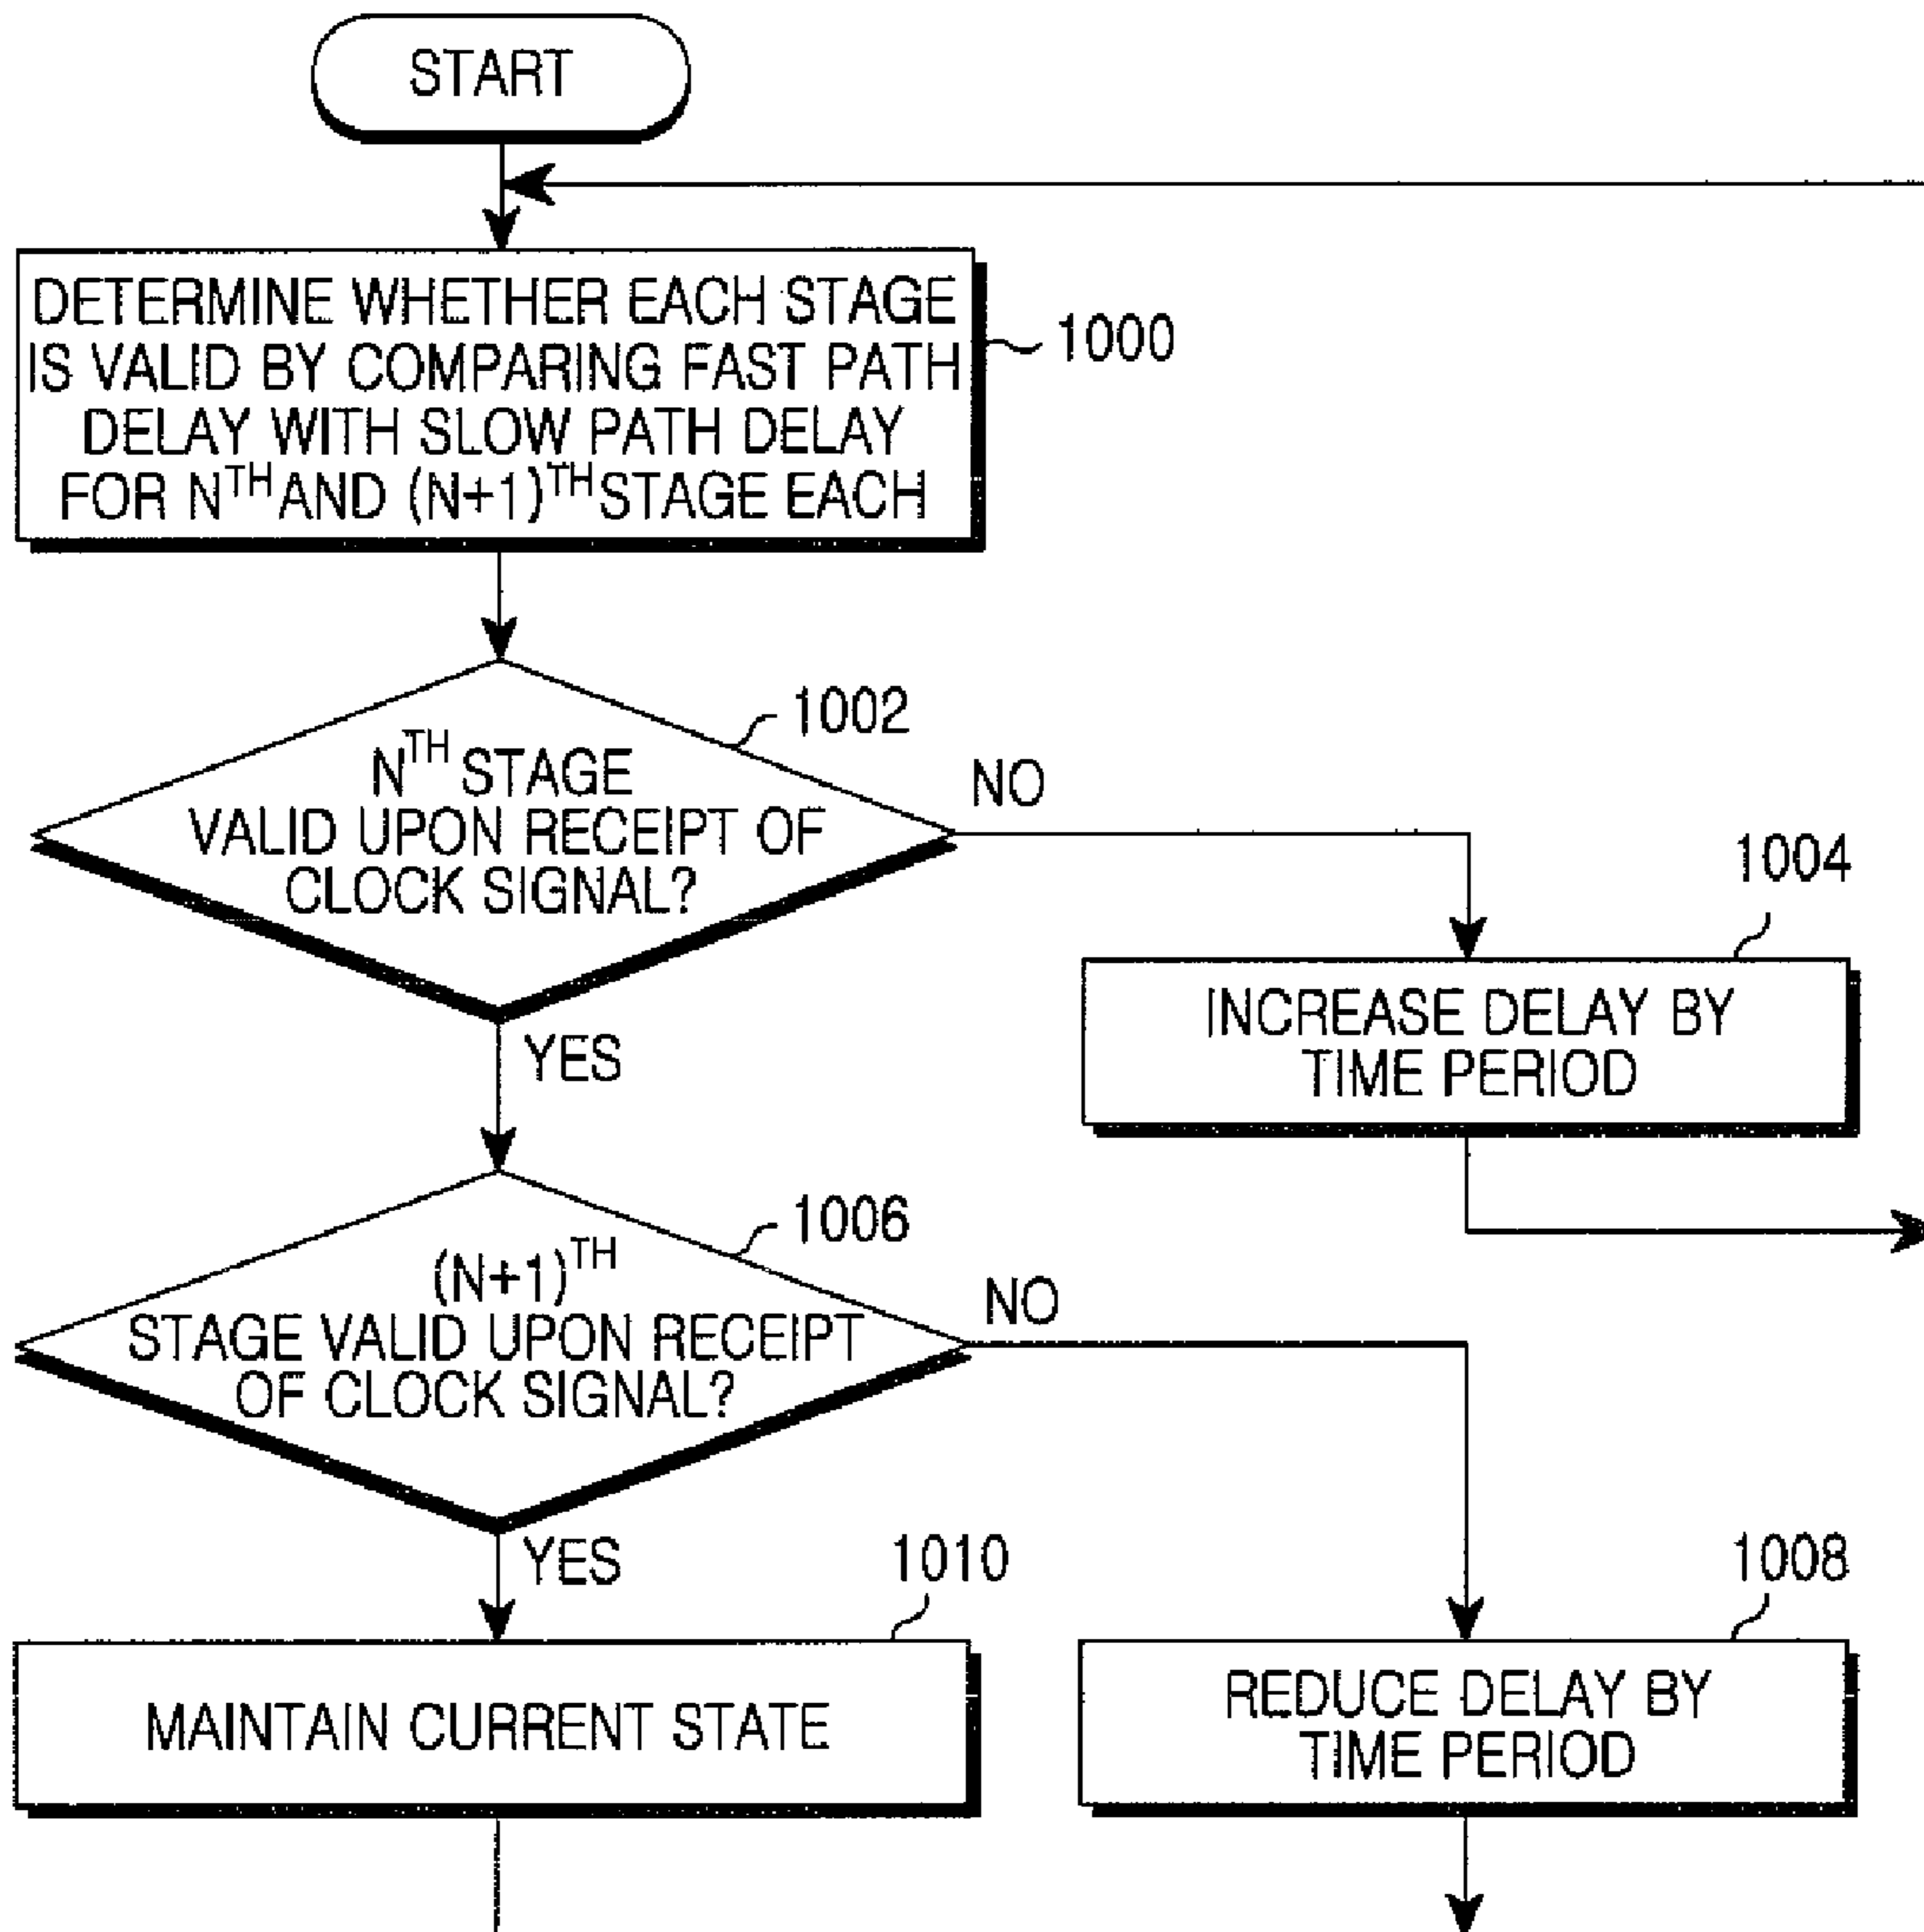 START
DETERMINE WHETHER EACH STAGE
IS VALID BY COMPARING FAST PATH
DELAY WITH SLOW PATH DELAY
FOR Nᵀᴴ AND (N+1)ᵀᴴ STAGE EACH
1000
1002
Nᵀᴴ STAGE
VALID UPON RECEIPT OF
CLOCK SIGNAL?
NO
YES
1004
INCREASE DELAY BY
TIME PERIOD
1006
(N+1)ᵀᴴ
STAGE VALID UPON RECEIPT
OF CLOCK SIGNAL?
NO
YES
1010
MAINTAIN CURRENT STATE
1008
REDUCE DELAY BY
TIME PERIOD